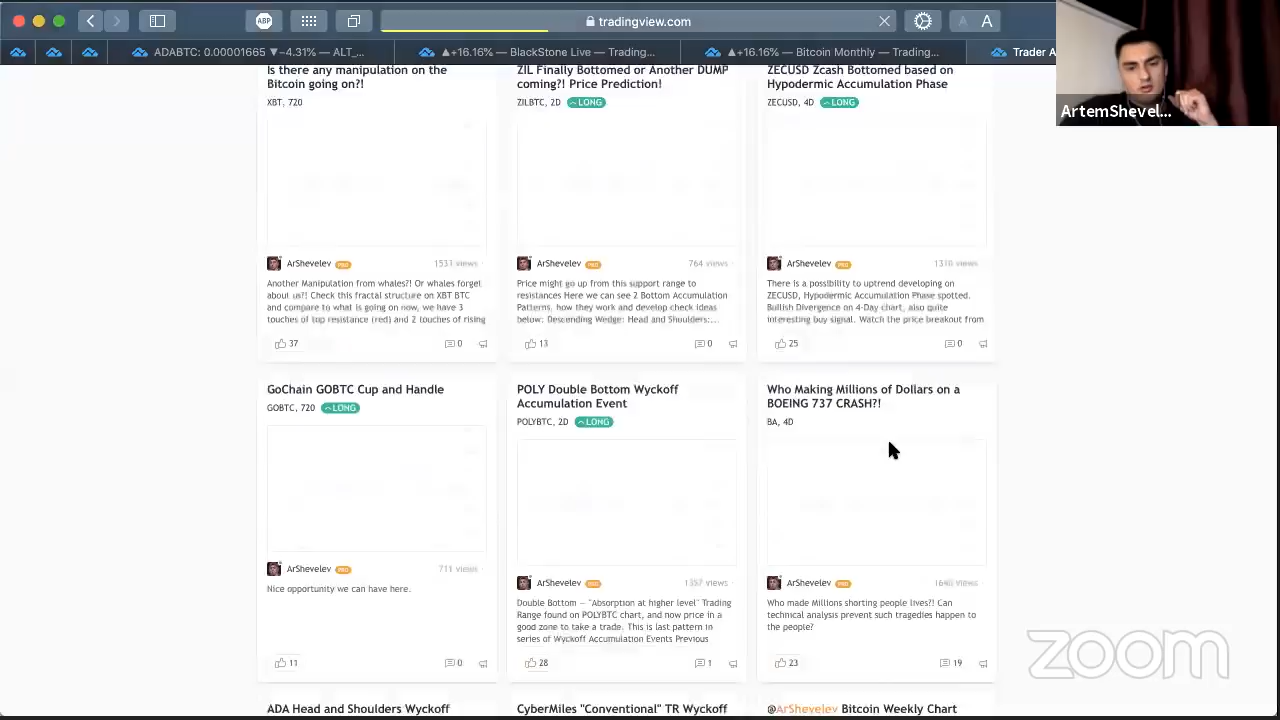 ABP
tradingview.com
A A
ADABTC: 0.00001665 ▼−4.31% — ALT_...
▲+16.16% — BlackStone Live — Trading...
▲+16.16% — Bitcoin Monthly — Trading...
Trader A
ArtemShevel...
Is there any manipulation on the
Bitcoin going on?!
XBT, 720
ArShevelev PRO
1531 views
Another Manipulation from whales?! Or whales forget
about us?! Check this fractal structure on XBT BTC
and compare to what is going on now, we have 3
touches of top resistance (red) and 2 touches of rising
37
0
ZIL Finally Bottomed or Another DUMP
coming?! Price Prediction!
ZILBTC, 2D LONG
ArShevelev PRO
764 views
Price might go up from this support range to
resistances Here we can see 2 Bottom Accumulation
Patterns, how they work and develop check ideas
below: Descending Wedge: Head and Shoulders:...
13
0
ZECUSD Zcash Bottomed based on
Hypodermic Accumulation Phase
ZECUSD, 4D LONG
ArShevelev PRO
1310 views
There is a possibility to uptrend developing on
ZECUSD, Hypodermic Accumulation Phase spotted.
Bullish Divergence on 4-Day chart, also quite
interesting buy signal. Watch the price breakout from
25
0
GoChain GOBTC Cup and Handle
GOBTC, 720 LONG
ArShevelev PRO
711 views
Nice opportunity we can have here.
11
0
POLY Double Bottom Wyckoff
Accumulation Event
POLYBTC, 2D LONG
ArShevelev PRO
views
Double Bottom — "Absorption at higher level" Trading
Range found on POLYBTC chart, and now price in a
good zone to take a trade. This is last pattern in
series of Wyckoff Accumulation Events Previous
28
1
Who Making Millions of Dollars on a
BOEING 737 CRASH?!
BA, 4D
ArShevelev PRO
views
Who made Millions shorting people lives?! Can
technical analysis prevent such tragedies happen to
the people?
23
19
ADA Head and Shoulders Wyckoff
CyberMiles "Conventional" TR Wyckoff
@ArShevelev Bitcoin Weekly Chart
zoom